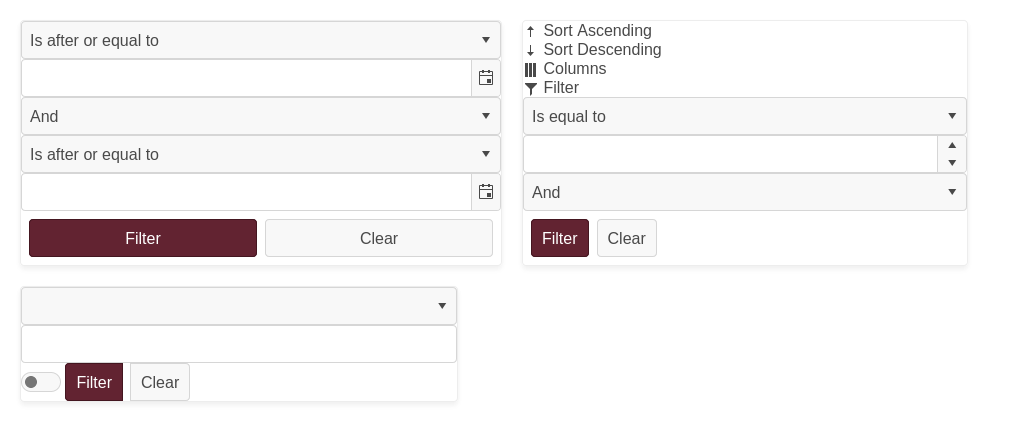 Is after or equal to
And
Is after or equal to
Filter
Clear
Sort Ascending
Sort Descending
Columns
Filter
Is equal to
And
Filter
Clear
Filter
Clear